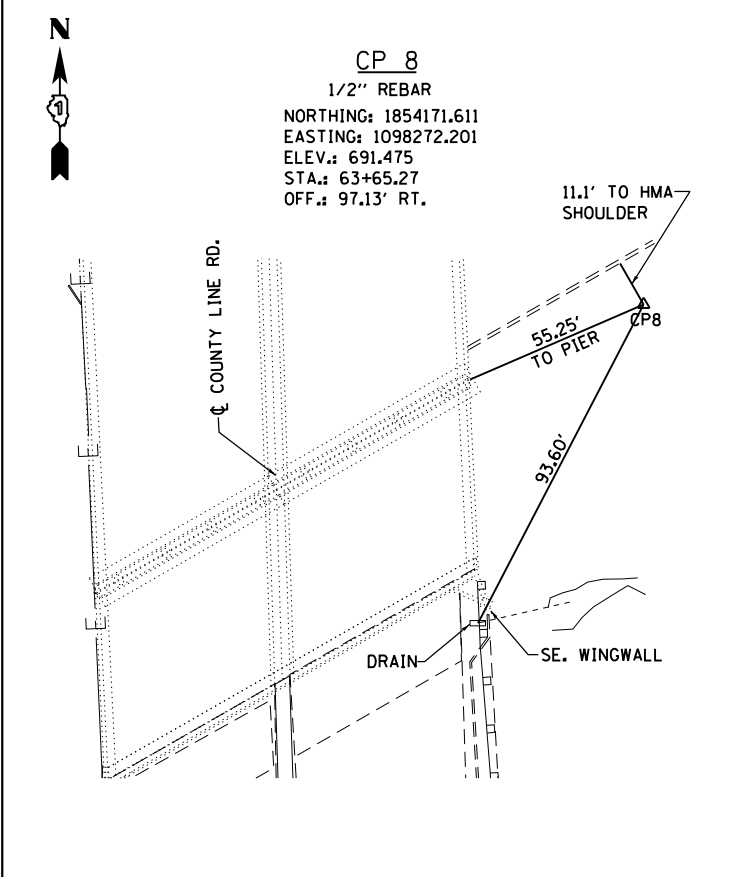 N
1
CP 8
1/2" REBAR
NORTHING: 1854171.611
EASTING: 1098272.201
ELEV.: 691.475
STA.: 63+65.27
OFF.: 97.13' RT.
11.1' TO HMA
SHOULDER
℄ COUNTY LINE RD.
CP8
55.25'
TO PIER
93.60'
DRAIN
SE. WINGWALL